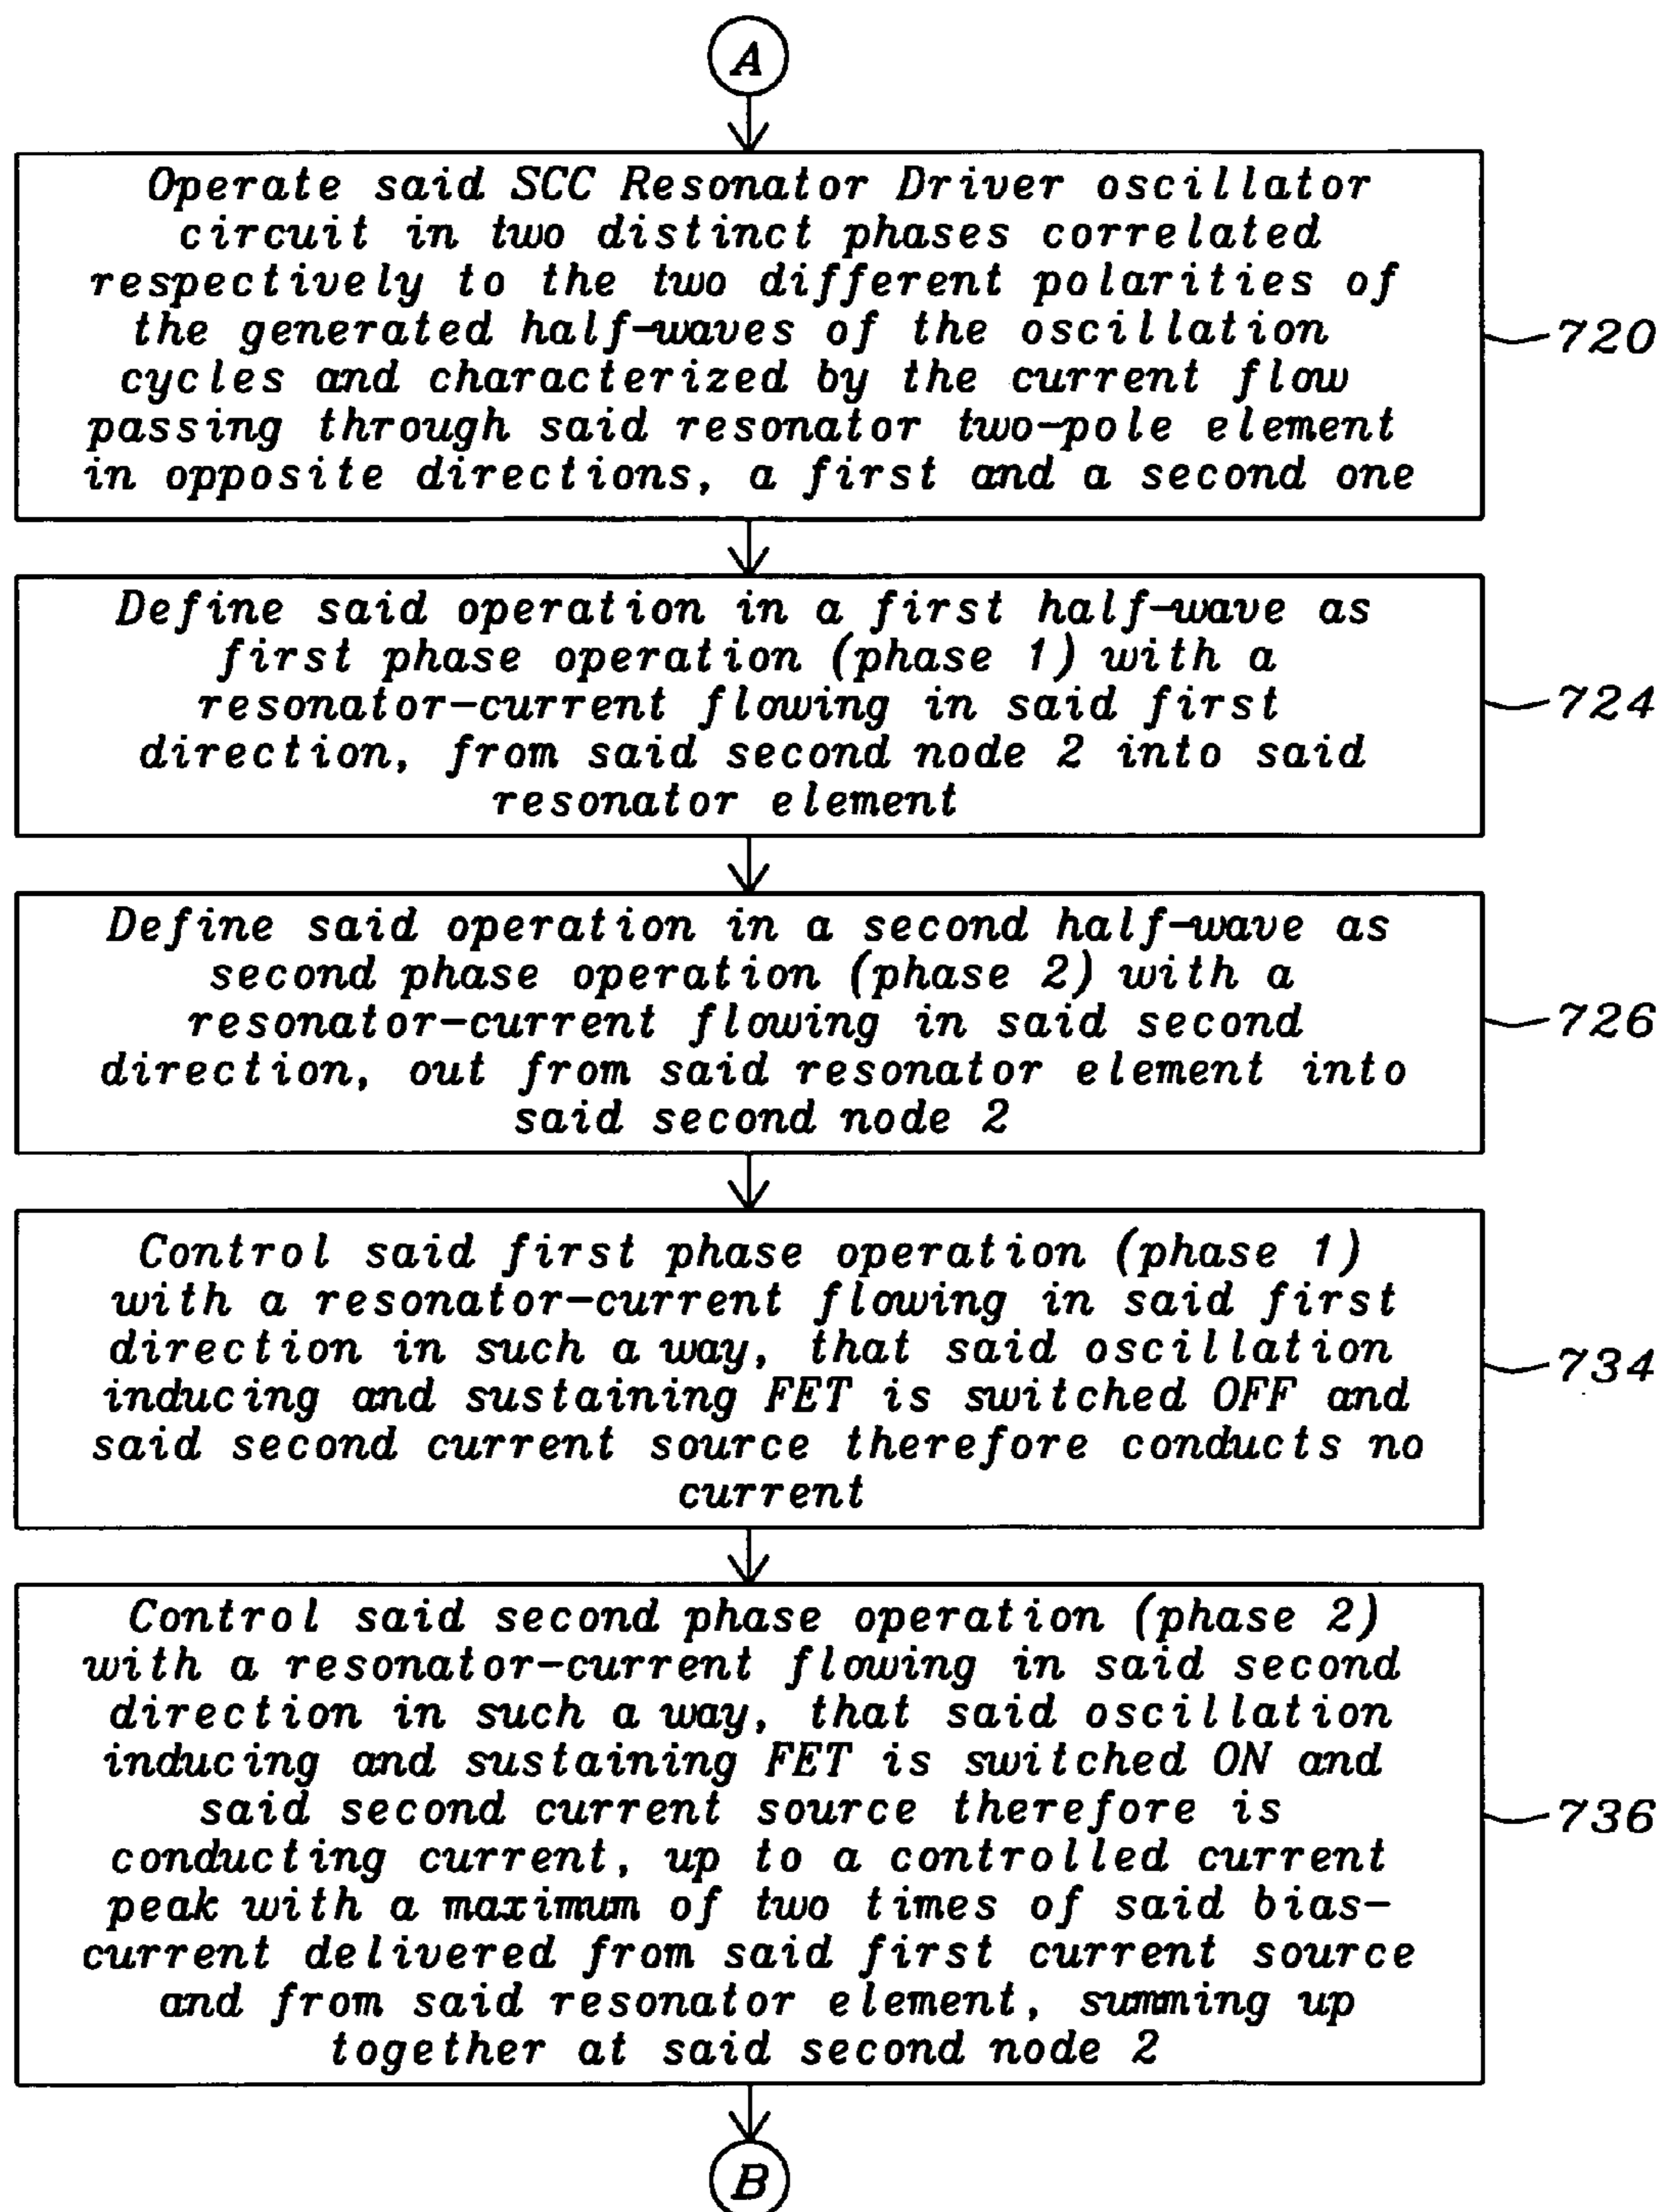 A
Operate said SCC Resonator Driver oscillator
circuit in two distinct phases correlated
respectively to the two different polarities of
the generated half-waves of the oscillation
cycles and characterized by the current flow
passing through said resonator two-pole element
in opposite directions, a first and a second one
720
Define said operation in a first half-wave as
first phase operation (phase 1) with a
resonator-current flowing in said first
direction, from said second node 2 into said
resonator element
724
Define said operation in a second half-wave as
second phase operation (phase 2) with a
resonator-current flowing in said second
direction, out from said resonator element into
said second node 2
726
Control said first phase operation (phase 1)
with a resonator-current flowing in said first
direction in such a way, that said oscillation
inducing and sustaining FET is switched OFF and
said second current source therefore conducts no
current
734
Control said second phase operation (phase 2)
with a resonator-current flowing in said second
direction in such a way, that said oscillation
inducing and sustaining FET is switched ON and
said second current source therefore is
conducting current, up to a controlled current
peak with a maximum of two times of said bias-
current delivered from said first current source
and from said resonator element, summing up
together at said second node 2
736
B